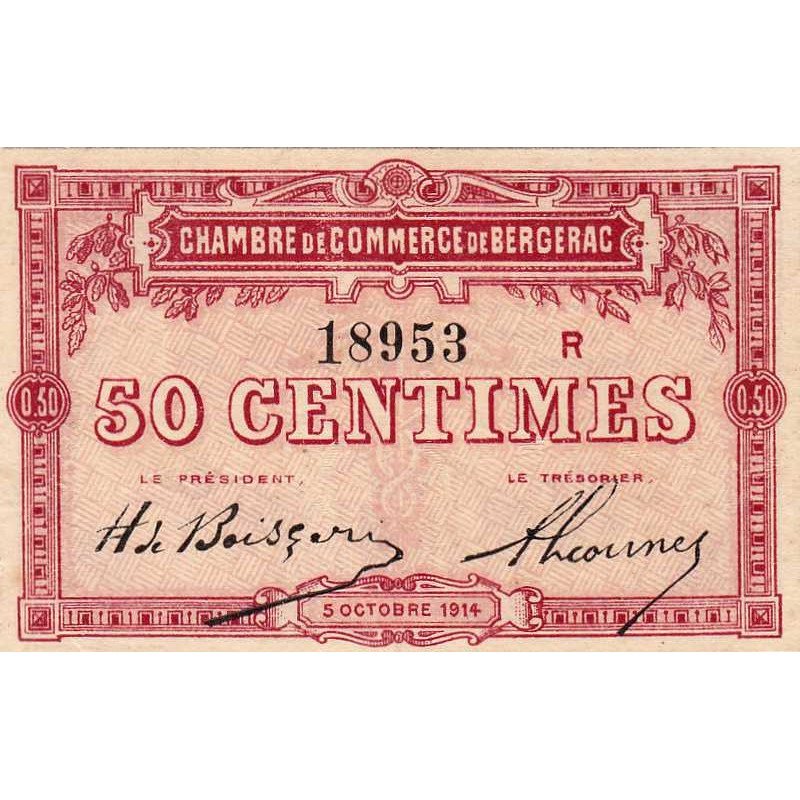 CHAMBRE DE COMMERCE DE BERGERAC
18953 R
50 CENTIMES
0.50 0.50
LE PRÉSIDENT, LE TRÉSORIER,
H de
5 OCTOBRE 1914